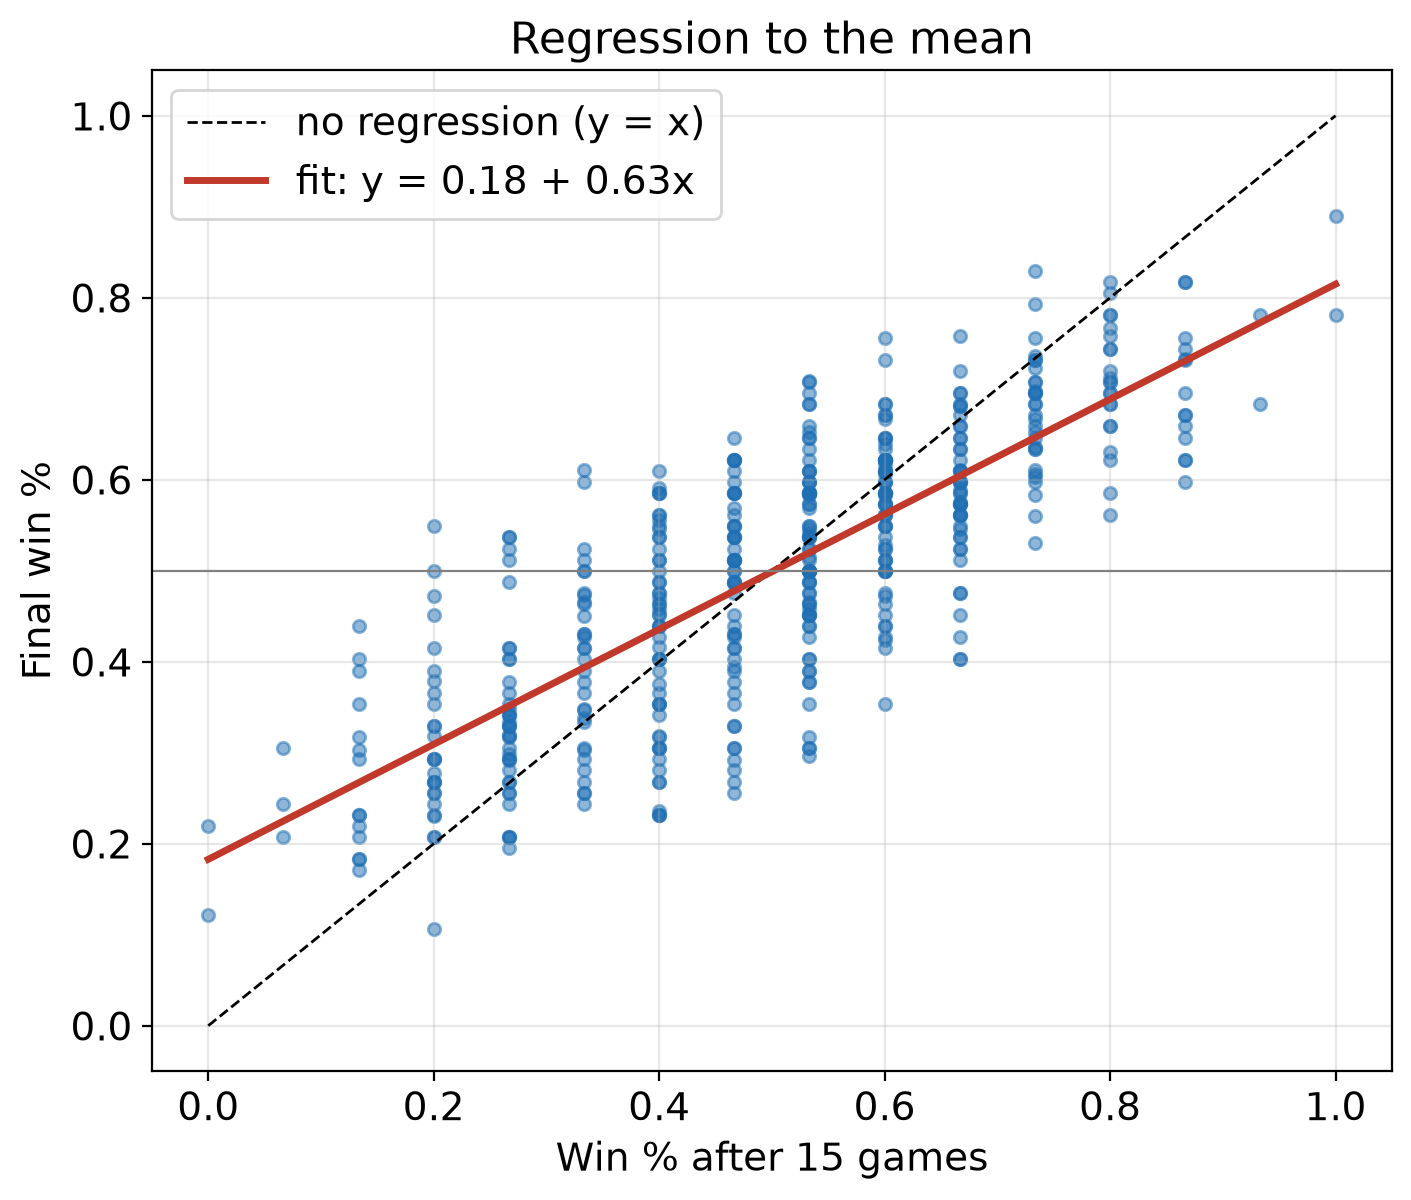 Regression to the mean
no regression (y = x)
fit: y = 0.18 + 0.63x
Final win %
1.0
0.8
0.6
0.4
0.2
0.0
0.0 0.2 0.4 0.6 0.8 1.0
Win % after 15 games